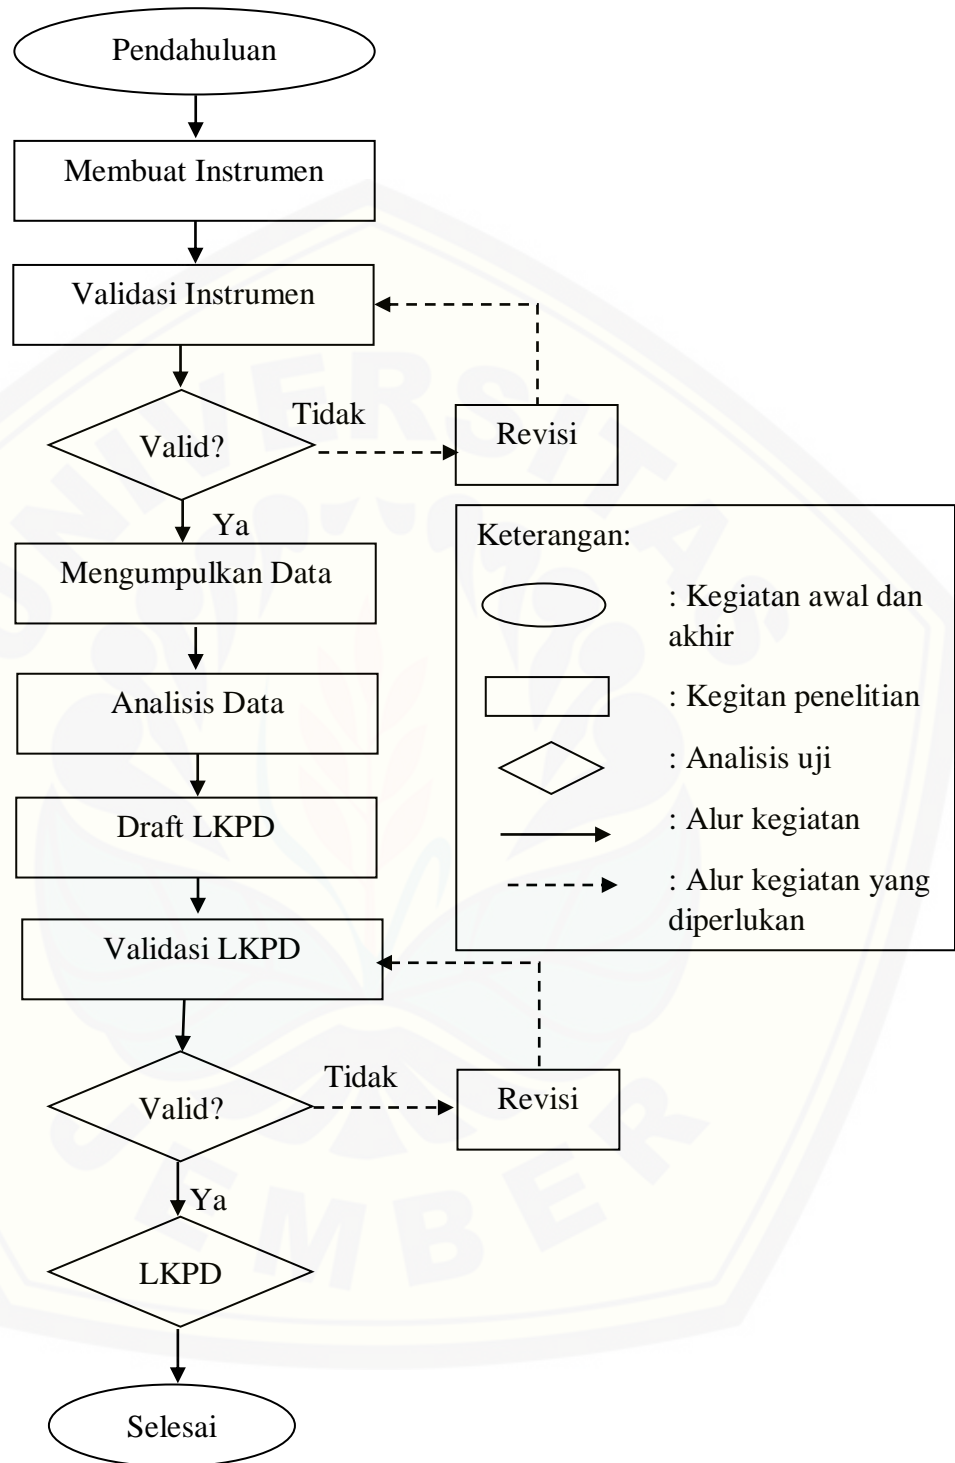 Pendahuluan
Membuat Instrumen
Validasi Instrumen
Tidak
Valid?
Revisi
Ya
Mengumpulkan Data
Analisis Data
Draft LKPD
Validasi LKPD
Tidak
Valid?
Revisi
Ya
LKPD
Selesai
Keterangan:
: Kegiatan awal dan
akhir
: Kegitan penelitian
: Analisis uji
: Alur kegiatan
: Alur kegiatan yang
diperlukan
UNIVERSITAS
JEMBER